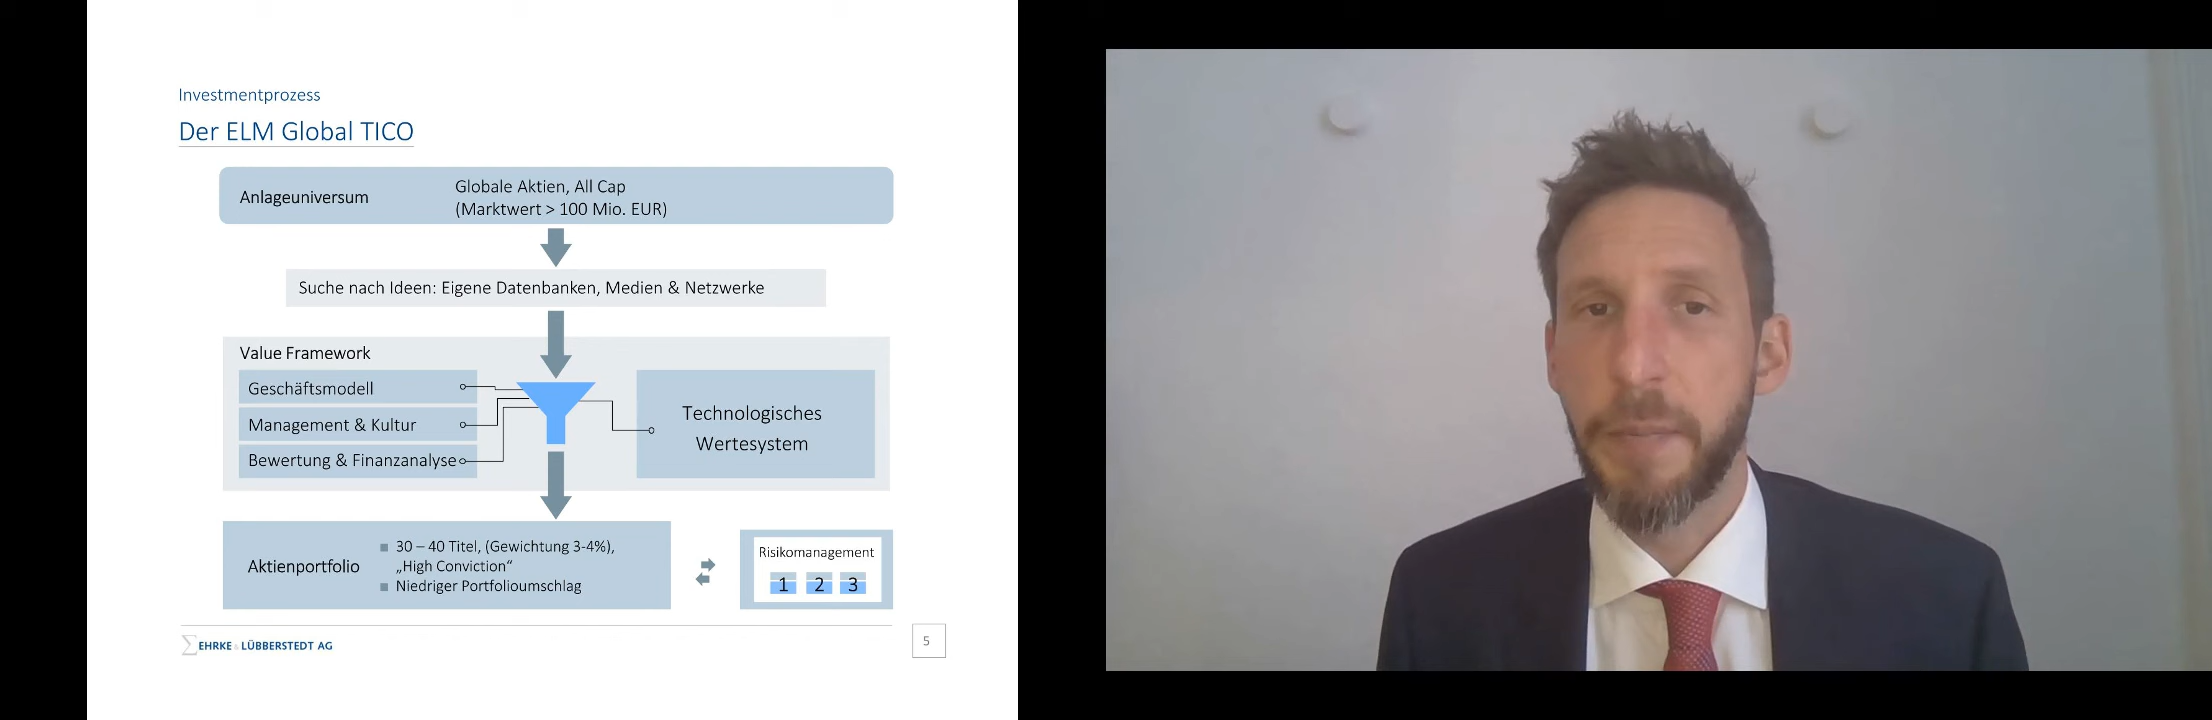 Investmentprozess
Der ELM Global TICO
Anlageuniversum
Globale Aktien, All Cap
(Marktwert > 100 Mio. EUR)
Suche nach Ideen: Eigene Datenbanken, Medien & Netzwerke
Value Framework
Geschäftsmodell
Management & Kultur
Bewertung & Finanzanalyse
Technologisches
Wertesystem
Aktienportfolio
30 – 40 Titel, (Gewichtung 3-4%),
„High Conviction“
Niedriger Portfolioumschlag
Risikomanagement
1 2 3
EHRKE & LÜBBERSTEDT AG
5